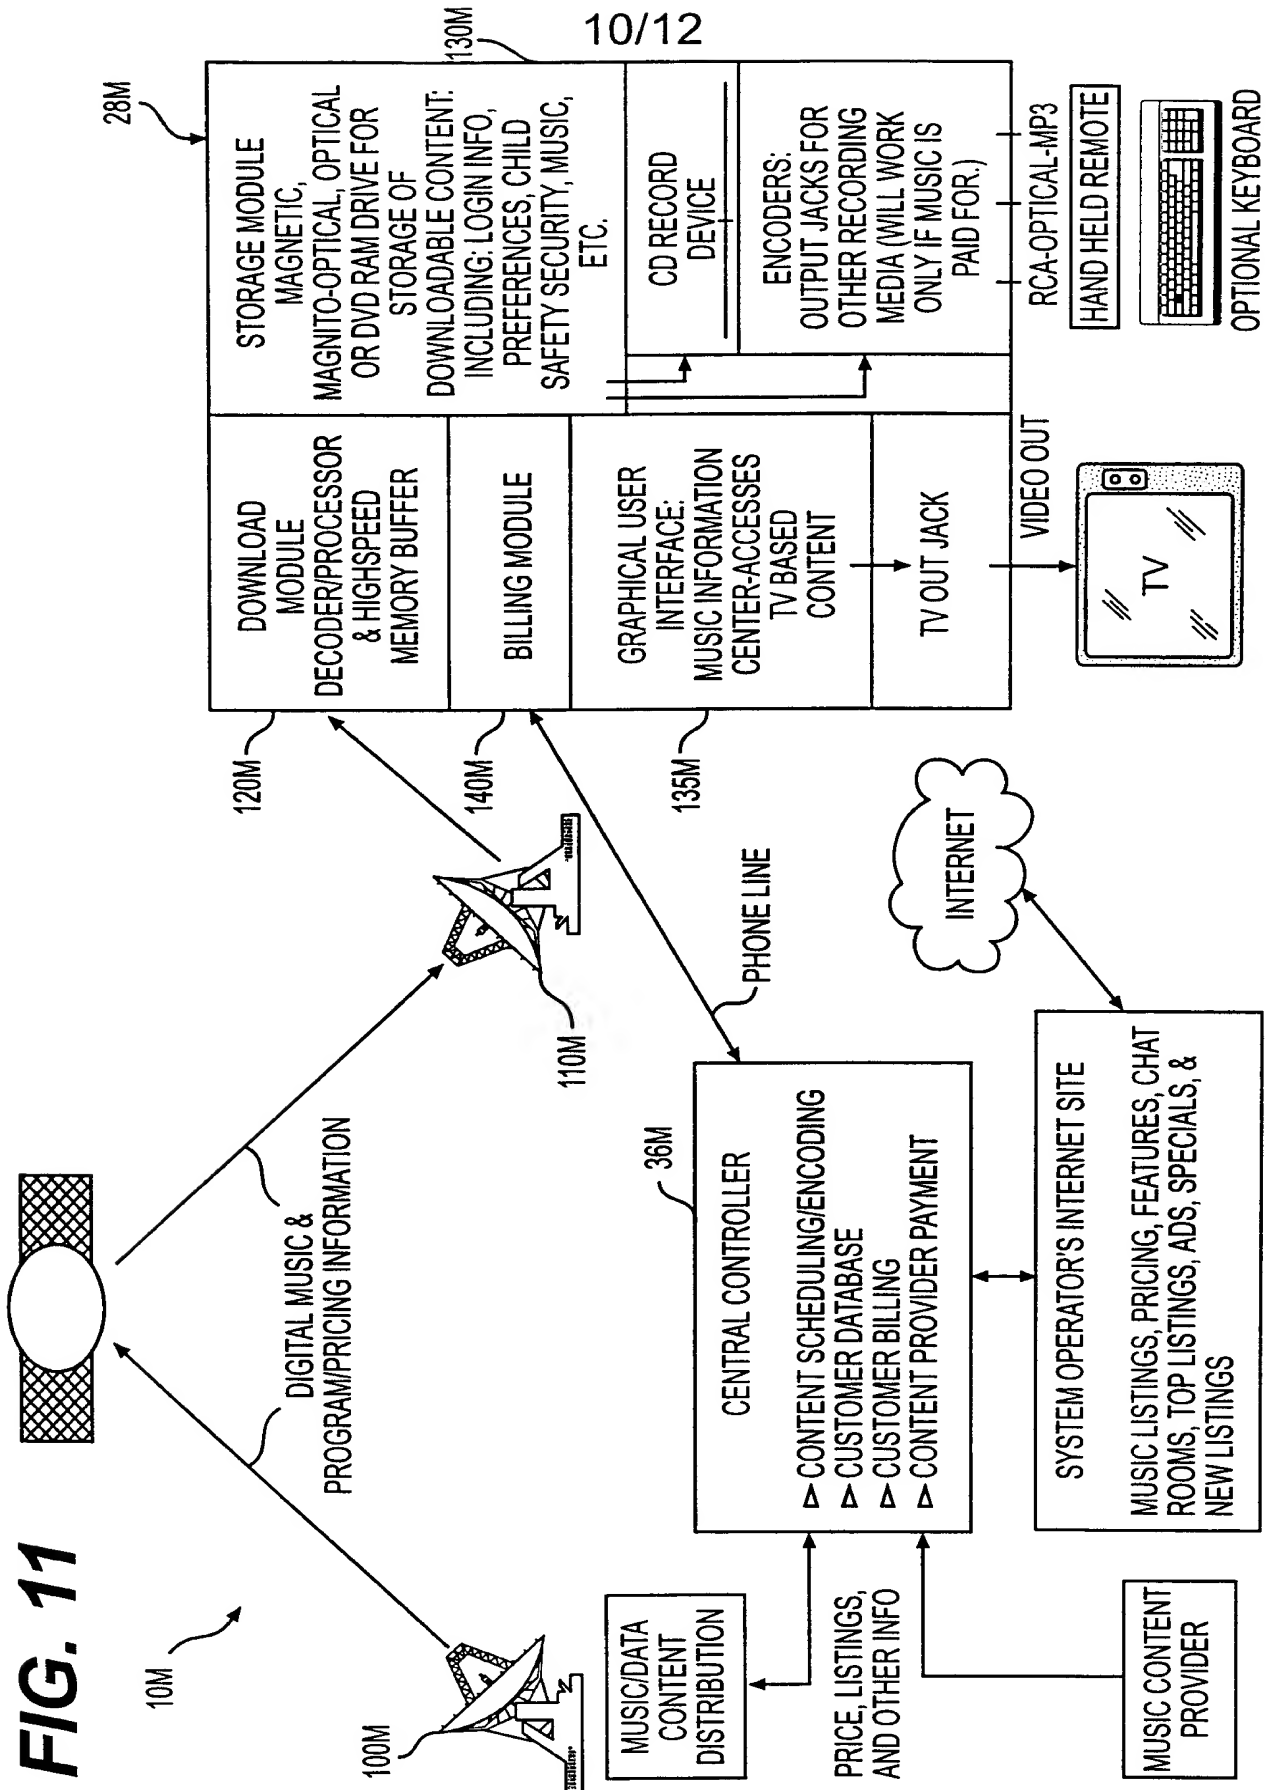 10/12
FIG. 11
10M
100M
DIGITAL MUSIC &
PROGRAM/PRICING INFORMATION
110M
28M
120M
DOWNLOAD
MODULE
DECODER/PROCESSOR
& HIGHSPEED
MEMORY BUFFER
140M
BILLING MODULE
135M
GRAPHICAL USER
INTERFACE:
MUSIC INFORMATION
CENTER-ACCESSES
TV BASED
CONTENT
TV OUT JACK
VIDEO OUT
TV
130M
STORAGE MODULE
MAGNETIC,
MAGNITO-OPTICAL, OPTICAL
OR DVD RAM DRIVE FOR
STORAGE OF
DOWNLOADABLE CONTENT:
INCLUDING: LOGIN INFO,
PREFERENCES, CHILD
SAFETY SECURITY, MUSIC,
ETC.
CD RECORD
DEVICE
ENCODERS:
OUTPUT JACKS FOR
OTHER RECORDING
MEDIA (WILL WORK
ONLY IF MUSIC IS
PAID FOR.)
RCA-OPTICAL-MP3
HAND HELD REMOTE
OPTIONAL KEYBOARD
PHONE LINE
36M
CENTRAL CONTROLLER
▷ CONTENT SCHEDULING/ENCODING
▷ CUSTOMER DATABASE
▷ CUSTOMER BILLING
▷ CONTENT PROVIDER PAYMENT
INTERNET
SYSTEM OPERATOR'S INTERNET SITE
MUSIC LISTINGS, PRICING, FEATURES, CHAT
ROOMS, TOP LISTINGS, ADS, SPECIALS, &
NEW LISTINGS
MUSIC/DATA
CONTENT
DISTRIBUTION
PRICE, LISTINGS,
AND OTHER INFO
MUSIC CONTENT
PROVIDER